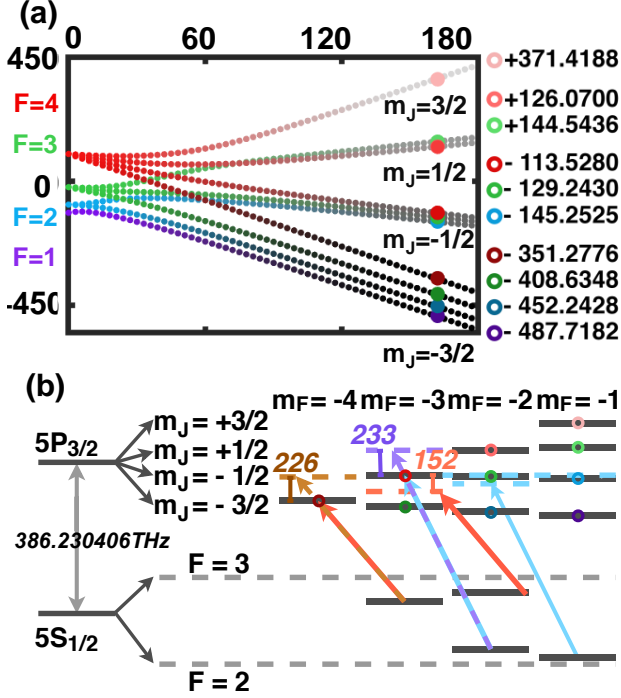 (a)
0 60 120 180
450
0
-450
F=4
F=3
F=2
F=1
m_J=3/2
m_J=1/2
m_J=-1/2
m_J=-3/2
+371.4188
+126.0700
+144.5436
- 113.5280
- 129.2430
- 145.2525
- 351.2776
- 408.6348
- 452.2428
- 487.7182
(b)
m_F= -4 m_F= -3 m_F= -2 m_F= -1
5P_3/2
m_J= +3/2
m_J= +1/2
m_J= - 1/2
m_J= - 3/2
226
233
152
386.230406THz
F = 3
5S_1/2
F = 2